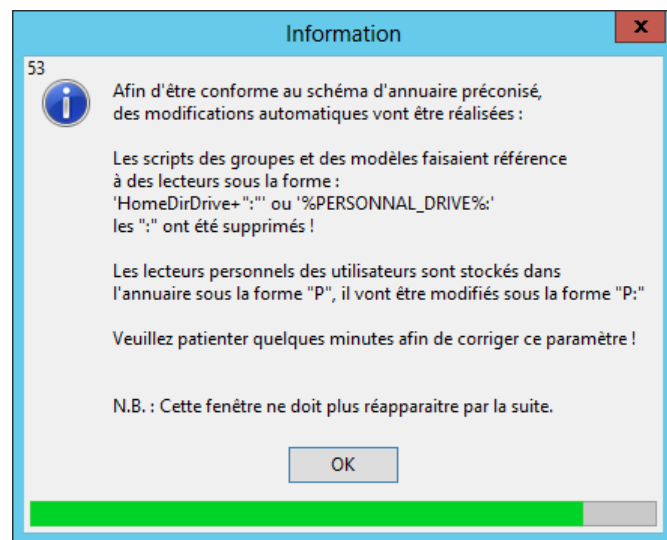 Information
x
53
i
Afin d'être conforme au schéma d'annuaire préconisé,
des modifications automatiques vont être réalisées :
Les scripts des groupes et des modèles faisaient référence
à des lecteurs sous la forme :
'HomeDirDrive+":"' ou '%PERSONNAL_DRIVE%:'
les ":" ont été supprimés !
Les lecteurs personnels des utilisateurs sont stockés dans
l'annuaire sous la forme "P", il vont être modifiés sous la forme "P:"
Veuillez patienter quelques minutes afin de corriger ce paramètre !
N.B. : Cette fenêtre ne doit plus réapparaitre par la suite.
OK